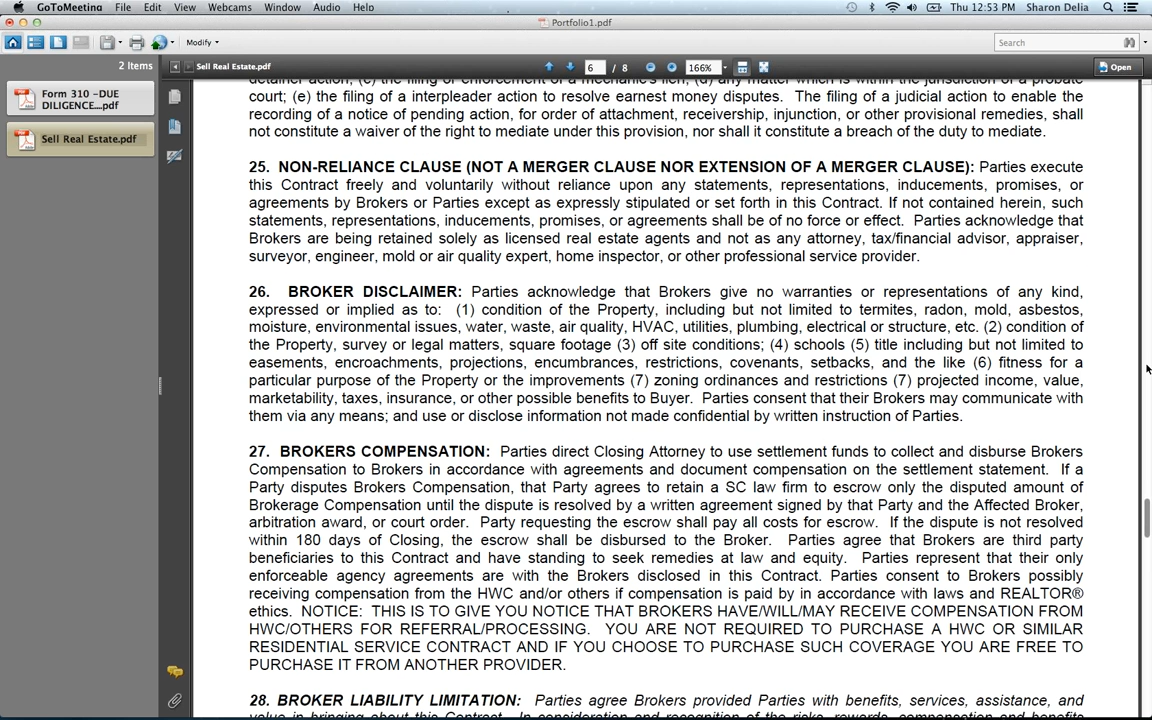 GoToMeeting File Edit View Webcams Window Audio Help Thu 12:53 PM Sharon Delia
Portfolio1.pdf
Modify Search
2 Items
Sell Real Estate.pdf 6 / 8 166% Open
Form 310 -DUE
DILIGENCE....pdf
Sell Real Estate.pdf
court; (e) the filing of a interpleader action to resolve earnest money disputes. The filing of a judicial action to enable the
recording of a notice of pending action, for order of attachment, receivership, injunction, or other provisional remedies, shall
not constitute a waiver of the right to mediate under this provision, nor shall it constitute a breach of the duty to mediate.
25. NON-RELIANCE CLAUSE (NOT A MERGER CLAUSE NOR EXTENSION OF A MERGER CLAUSE): Parties execute
this Contract freely and voluntarily without reliance upon any statements, representations, inducements, promises, or
agreements by Brokers or Parties except as expressly stipulated or set forth in this Contract. If not contained herein, such
statements, representations, inducements, promises, or agreements shall be of no force or effect. Parties acknowledge that
Brokers are being retained solely as licensed real estate agents and not as any attorney, tax/financial advisor, appraiser,
surveyor, engineer, mold or air quality expert, home inspector, or other professional service provider.
26. BROKER DISCLAIMER: Parties acknowledge that Brokers give no warranties or representations of any kind,
expressed or implied as to: (1) condition of the Property, including but not limited to termites, radon, mold, asbestos,
moisture, environmental issues, water, waste, air quality, HVAC, utilities, plumbing, electrical or structure, etc. (2) condition of
the Property, survey or legal matters, square footage (3) off site conditions; (4) schools (5) title including but not limited to
easements, encroachments, projections, encumbrances, restrictions, covenants, setbacks, and the like (6) fitness for a
particular purpose of the Property or the improvements (7) zoning ordinances and restrictions (7) projected income, value,
marketability, taxes, insurance, or other possible benefits to Buyer. Parties consent that their Brokers may communicate with
them via any means; and use or disclose information not made confidential by written instruction of Parties.
27. BROKERS COMPENSATION: Parties direct Closing Attorney to use settlement funds to collect and disburse Brokers
Compensation to Brokers in accordance with agreements and document compensation on the settlement statement. If a
Party disputes Brokers Compensation, that Party agrees to retain a SC law firm to escrow only the disputed amount of
Brokerage Compensation until the dispute is resolved by a written agreement signed by that Party and the Affected Broker,
arbitration award, or court order. Party requesting the escrow shall pay all costs for escrow. If the dispute is not resolved
within 180 days of Closing, the escrow shall be disbursed to the Broker. Parties agree that Brokers are third party
beneficiaries to this Contract and have standing to seek remedies at law and equity. Parties represent that their only
enforceable agency agreements are with the Brokers disclosed in this Contract. Parties consent to Brokers possibly
receiving compensation from the HWC and/or others if compensation is paid by in accordance with laws and REALTOR®
ethics. NOTICE: THIS IS TO GIVE YOU NOTICE THAT BROKERS HAVE/WILL/MAY RECEIVE COMPENSATION FROM
HWC/OTHERS FOR REFERRAL/PROCESSING. YOU ARE NOT REQUIRED TO PURCHASE A HWC OR SIMILAR
RESIDENTIAL SERVICE CONTRACT AND IF YOU CHOOSE TO PURCHASE SUCH COVERAGE YOU ARE FREE TO
PURCHASE IT FROM ANOTHER PROVIDER.
28. BROKER LIABILITY LIMITATION: Parties agree Brokers provided Parties with benefits, services, assistance, and